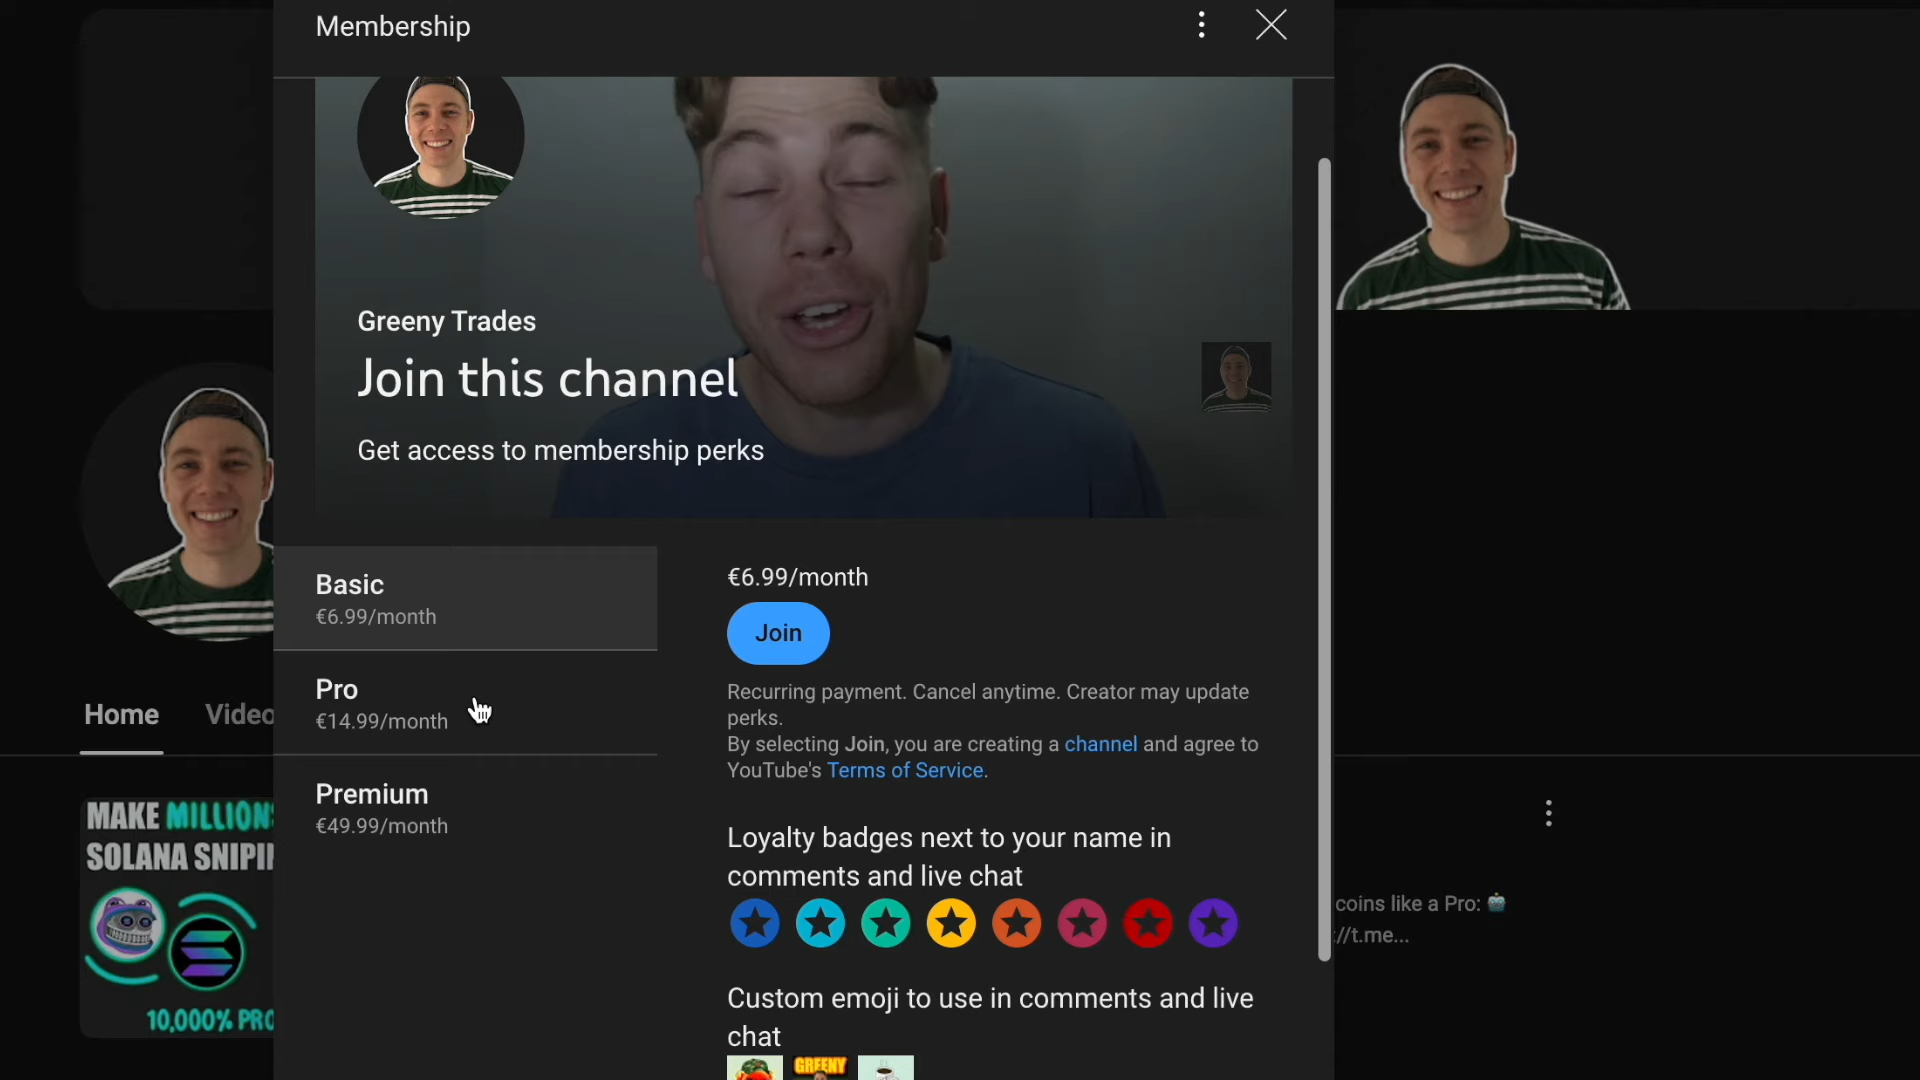 Membership
Greeny Trades
Join this channel
Get access to membership perks
Basic
€6.99/month
Pro
€14.99/month
Premium
€49.99/month
€6.99/month
Join
Recurring payment. Cancel anytime. Creator may update
perks.
By selecting Join, you are creating a channel and agree to
YouTube's Terms of Service.
Loyalty badges next to your name in
comments and live chat
Custom emoji to use in comments and live
chat
GREENY
Home
Video
MAKE MILLIONS
SOLANA SNIPI
10,000% PRO
coins like a Pro:
://t.me...